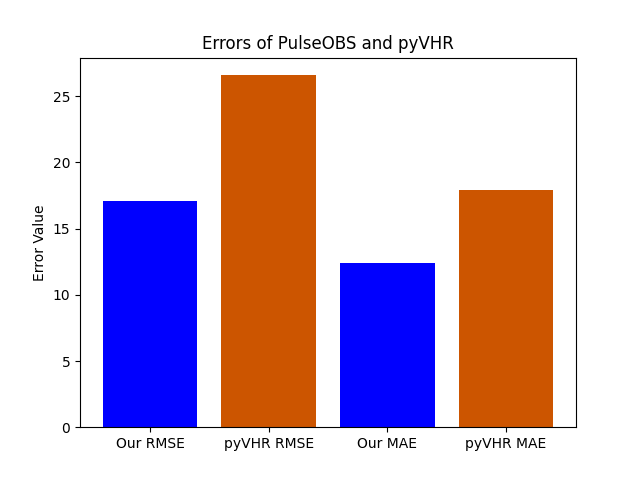 Errors of PulseOBS and pyVHR
Error Value
25
20
15
10
5
0
Our RMSE
pyVHR RMSE
Our MAE
pyVHR MAE